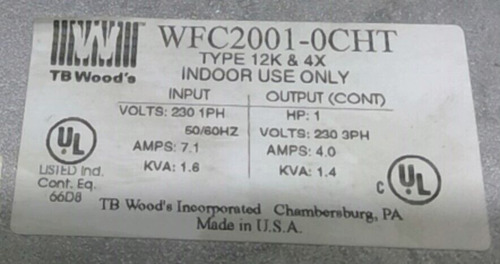 WFC2001-0CHT
TYPE 12K & 4X
INDOOR USE ONLY
TB Wood's
INPUT
VOLTS: 230 1PH
50/60HZ
AMPS: 7.1
KVA: 1.6
OUTPUT (CONT)
HP: 1
VOLTS: 230 3PH
AMPS: 4.0
KVA: 1.4
UL
LISTED Ind.
Cont. Eq.
66D8
C UL
TB Wood's Incorporated Chambersburg, PA
Made in U.S.A.